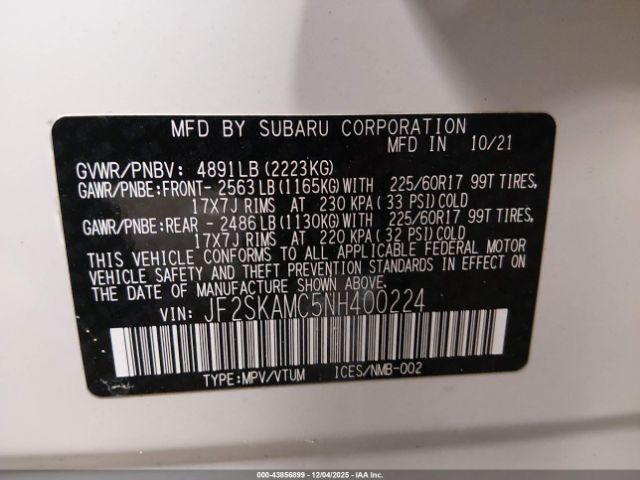 MFD BY SUBARU CORPORATION
MFD IN 10/21
GVWR/PNBV: 4891LB(2223KG)
GAWR/PNBE:FRONT- 2563LB(1165KG)WITH 225/60R17 99T TIRES,
17X7J RIMS AT 230 KPA(33 PSI)COLD
GAWR/PNBE:REAR - 2486LB(1130KG)WITH 225/60R17 99T TIRES,
17X7J RIMS AT 220 KPA(32 PSI)COLD
THIS VEHICLE CONFORMS TO ALL APPLICABLE FEDERAL MOTOR
VEHICLE SAFETY AND THEFT PREVENTION STANDARDS IN EFFECT
ON THE DATE OF MANUFACTURE SHOWN ABOVE.
VIN: JF2SKAMC5NH400224
TYPE:MPV/VTUM ICES/NMB-002
000-43856899 - 12/04/2025 - IAA Inc.